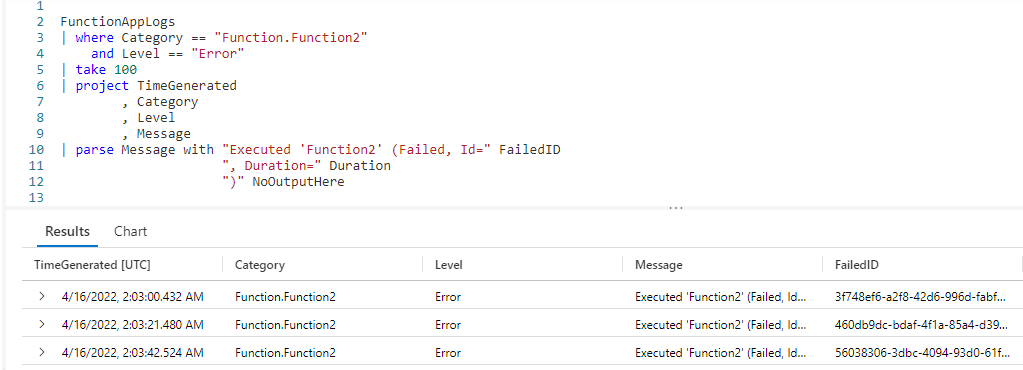 1
2 FunctionAppLogs
3 | where Category == "Function.Function2"
4 and Level == "Error"
5 | take 100
6 | project TimeGenerated
7 , Category
8 , Level
9 , Message
10 | parse Message with "Executed 'Function2' (Failed, Id=" FailedID
11 ", Duration=" Duration
12 ")" NoOutputHere
13
...
Results Chart
TimeGenerated [UTC] Category Level Message FailedID
> 4/16/2022, 2:03:00.432 AM Function.Function2 Error Executed 'Function2' (Failed, Id... 3f748ef6-a2f8-42d6-996d-fabf...
> 4/16/2022, 2:03:21.480 AM Function.Function2 Error Executed 'Function2' (Failed, Id... 460db9dc-bdaf-4f1a-85a4-d39...
> 4/16/2022, 2:03:42.524 AM Function.Function2 Error Executed 'Function2' (Failed, Id... 56038306-3dbc-4094-93d0-61f...